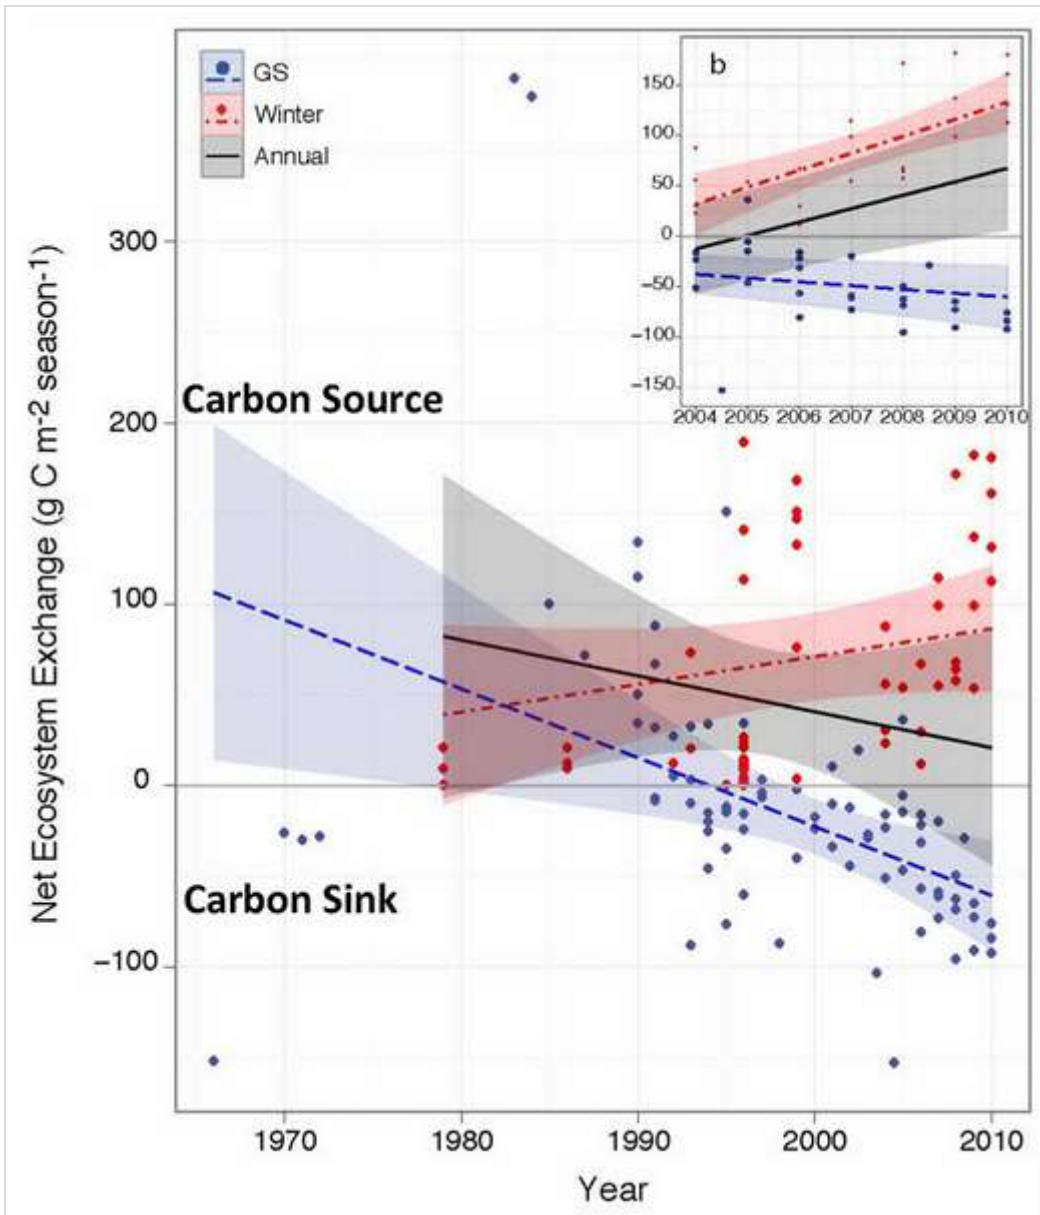 GS
Winter
Annual
b
150
100
50
0
−50
−100
−150
2004 2005 2006 2007 2008 2009 2010
300
200
100
0
−100
Carbon Source
Carbon Sink
Net Ecosystem Exchange (g C m-2 season-1)
1970 1980 1990 2000 2010
Year